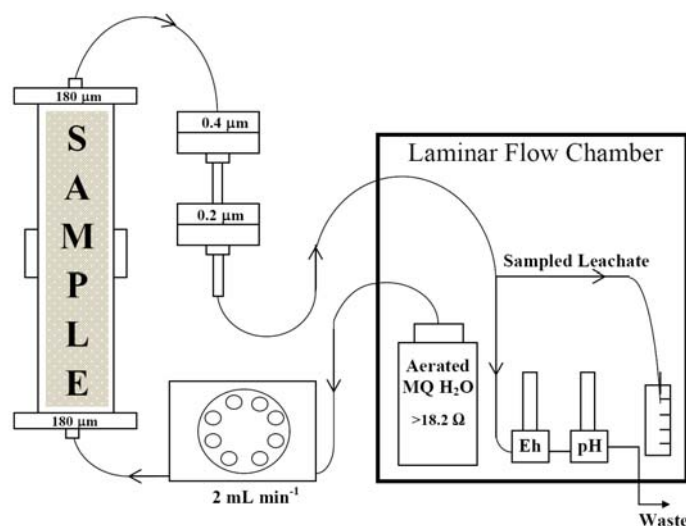 180 µm
S
A
M
P
L
E
180 µm
0.4 µm
0.2 µm
2 mL min⁻¹
Laminar Flow Chamber
Sampled Leachate
Aerated
MQ H₂O
>18.2 Ω
Eh
pH
Waste